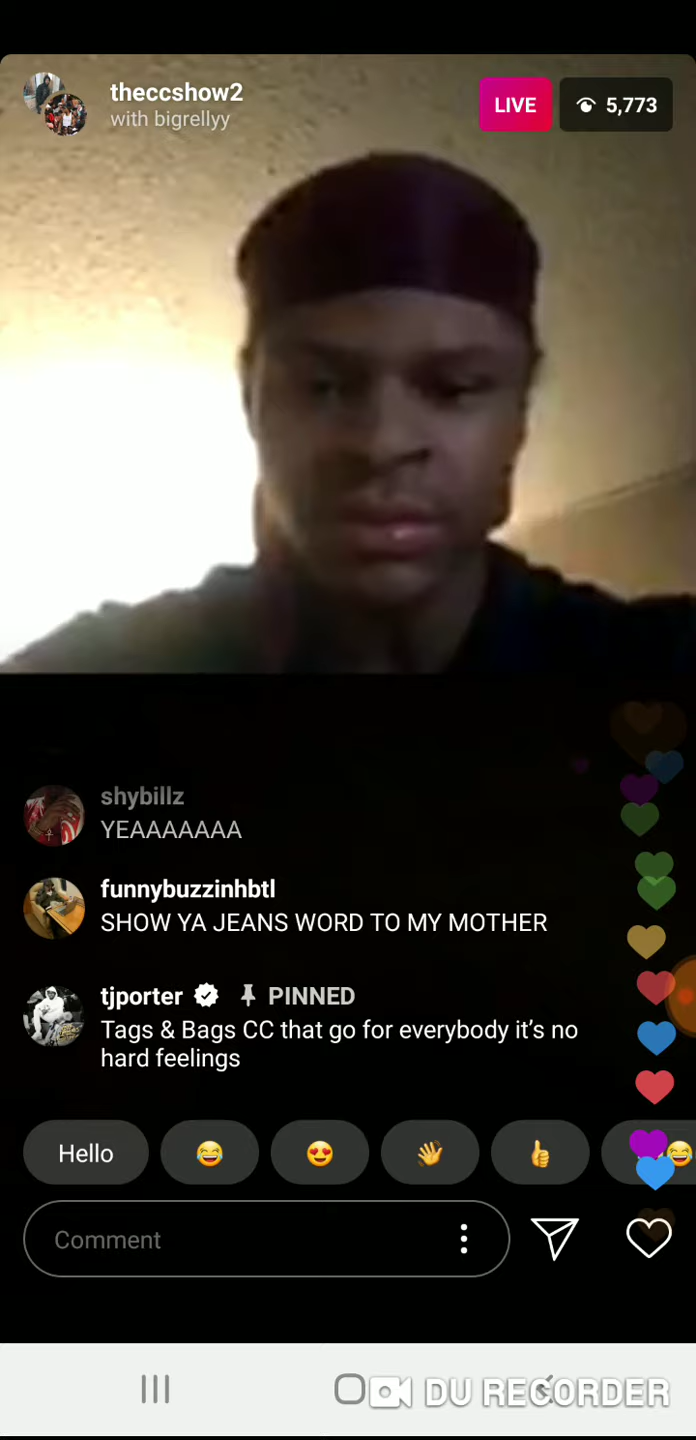 theccshow2
with bigrellyy
LIVE
5,773
shybillz
YEAAAAAAA
funnybuzzinhbtl
SHOW YA JEANS WORD TO MY MOTHER
tjporter PINNED
Tags & Bags CC that go for everybody it’s no
hard feelings
Hello
Comment
DU RECORDER